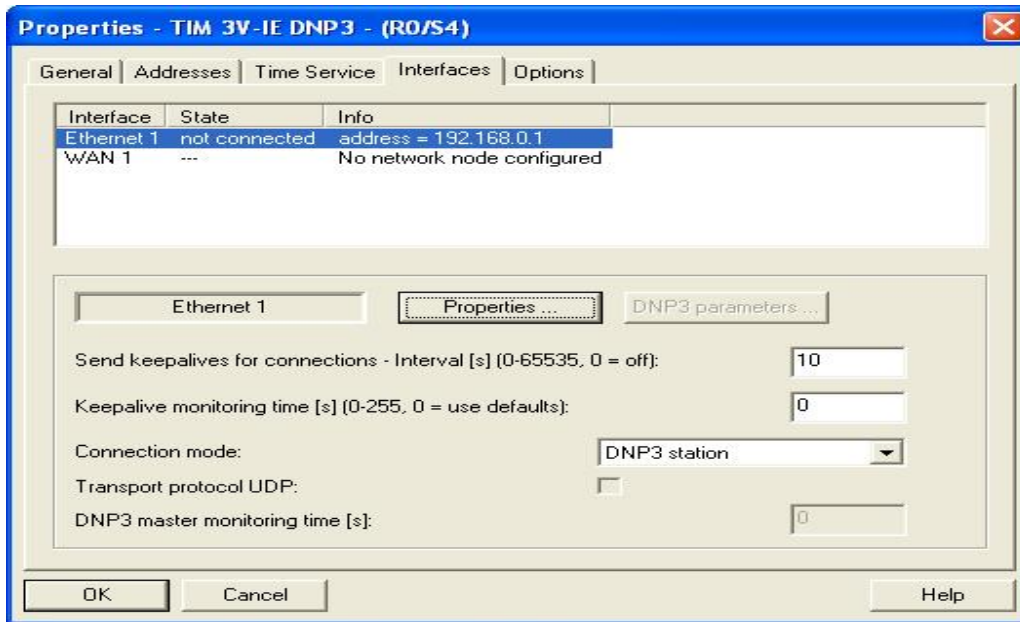 Properties - TIM 3V-IE DNP3 - (R0/S4)
General Addresses Time Service Interfaces Options
Interface State Info
Ethernet 1 not connected address = 192.168.0.1
WAN 1 --- No network node configured
Ethernet 1 Properties ... DNP3 parameters ...
Send keepalives for connections - Interval [s] (0-65535, 0 = off): 10
Keepalive monitoring time [s] (0-255, 0 = use defaults): 0
Connection mode: DNP3 station
Transport protocol UDP:
DNP3 master monitoring time [s]: 0
OK Cancel Help